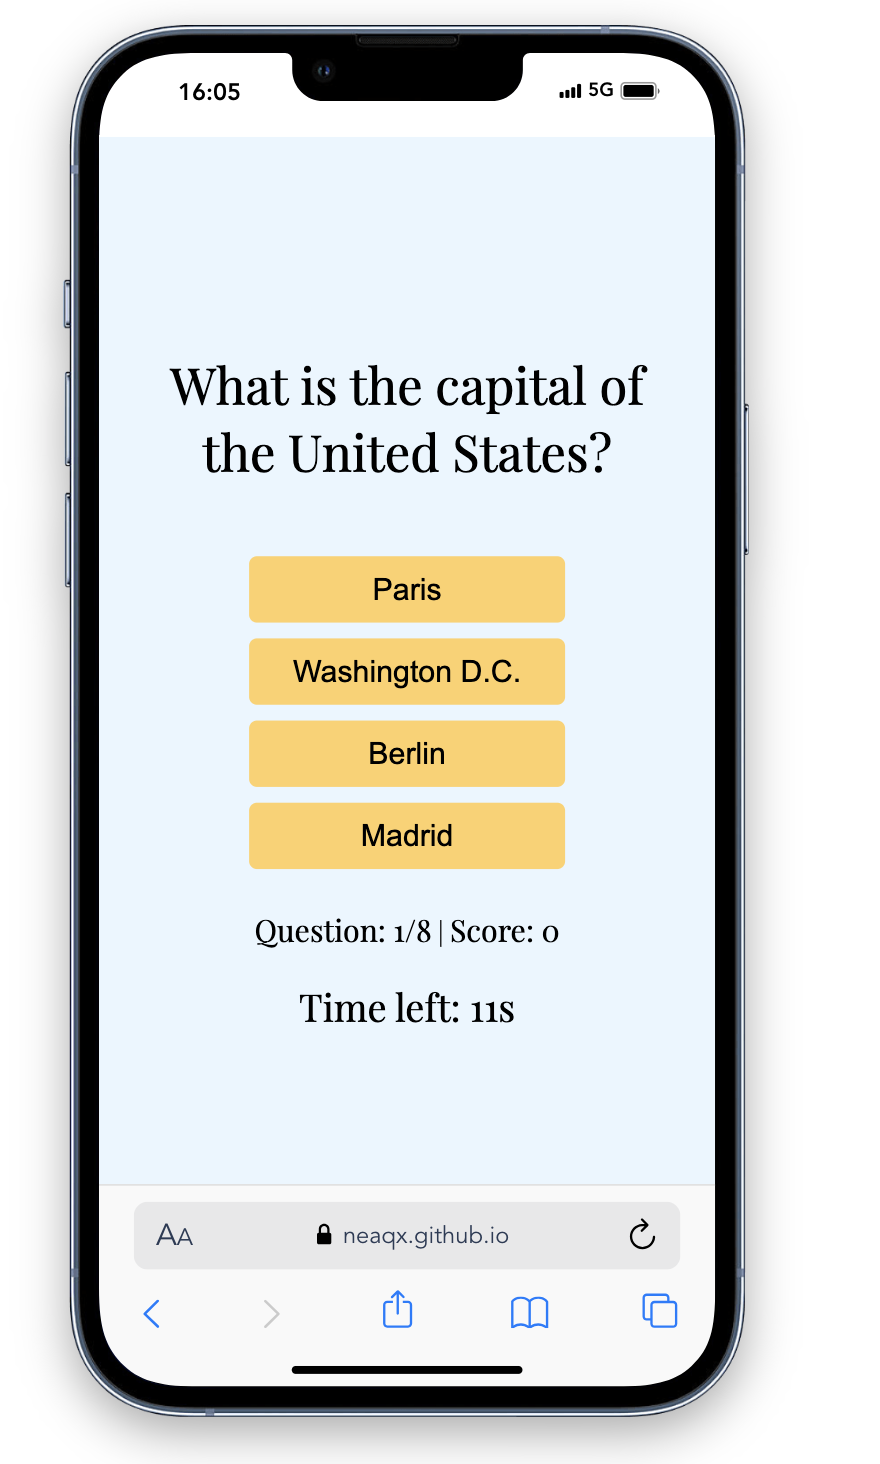 16:05 5G
What is the capital of
the United States?
Paris
Washington D.C.
Berlin
Madrid
Question: 1/8 | Score: 0
Time left: 11s
AA neaqx.github.io